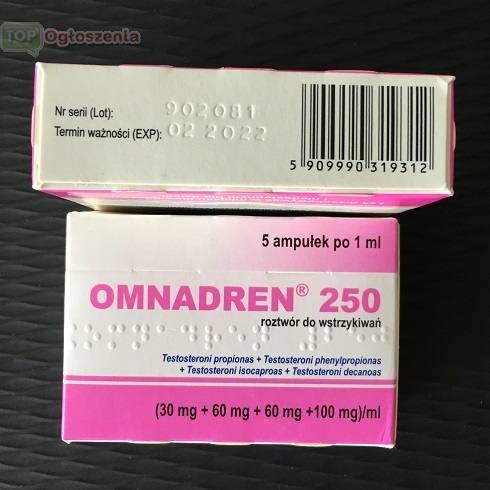 TOP Ogłoszenia
Nr serii (Lot): 902081
Termin ważności (EXP): 02 2022
5 909990 319312
5 ampułek po 1 ml
OMNADREN® 250
roztwór do wstrzykiwań
Testosteroni propionas + Testosteroni phenylpropionas
+ Testosteroni isocaproas + Testosteroni decanoas
(30 mg + 60 mg + 60 mg +100 mg)/ml